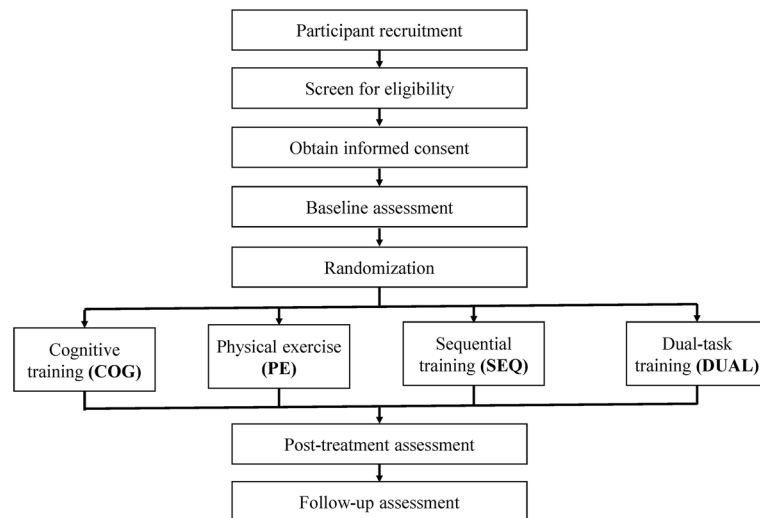 Participant recruitment
Screen for eligibility
Obtain informed consent
Baseline assessment
Randomization
Cognitive
training (COG)
Physical exercise
(PE)
Sequential
training (SEQ)
Dual-task
training (DUAL)
Post-treatment assessment
Follow-up assessment